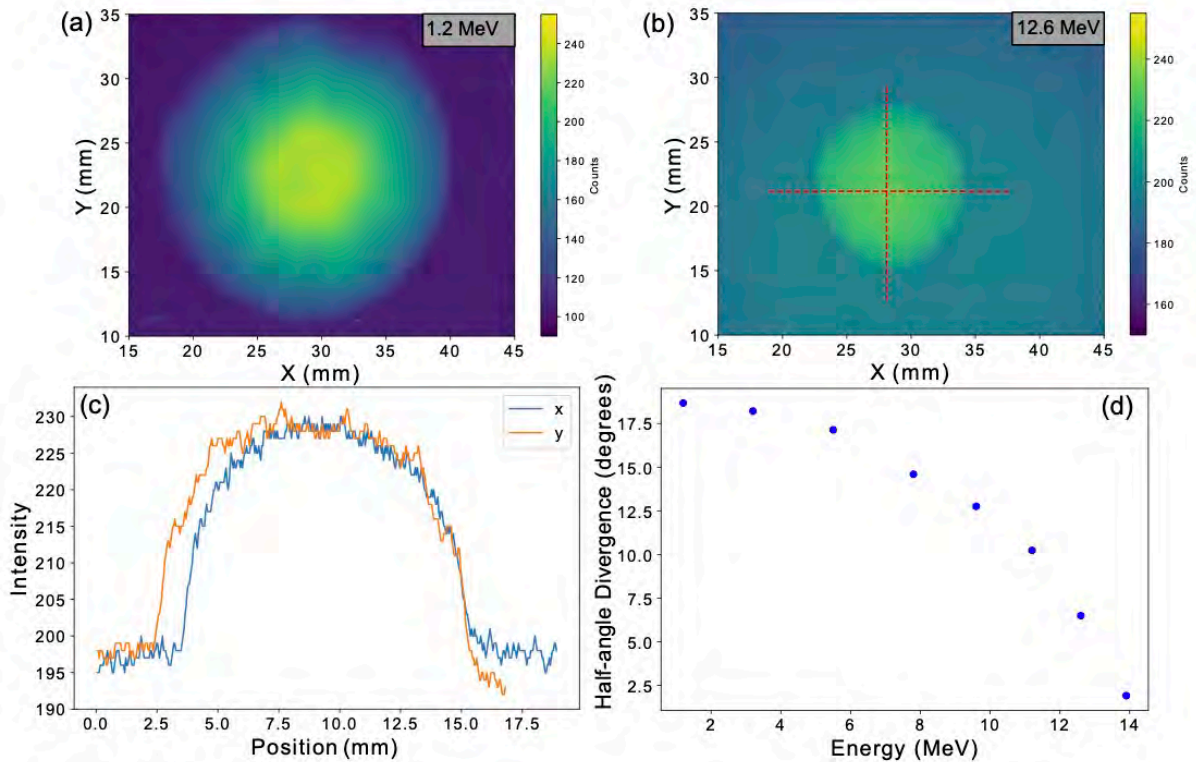 (a)
1.2 MeV
35
30
25
20
15
10
Y (mm)
15 20 25 30 35 40 45
X (mm)
240
220
200
180
160
140
120
100
Counts
(b)
12.6 MeV
35
30
25
20
15
10
Y (mm)
15 20 25 30 35 40 45
X (mm)
240
220
200
180
160
Counts
(c)
x
y
230
225
220
215
210
205
200
195
190
Intensity
0.0 2.5 5.0 7.5 10.0 12.5 15.0 17.5
Position (mm)
(d)
17.5
15.0
12.5
10.0
7.5
5.0
2.5
Half-angle Divergence (degrees)
2 4 6 8 10 12 14
Energy (MeV)